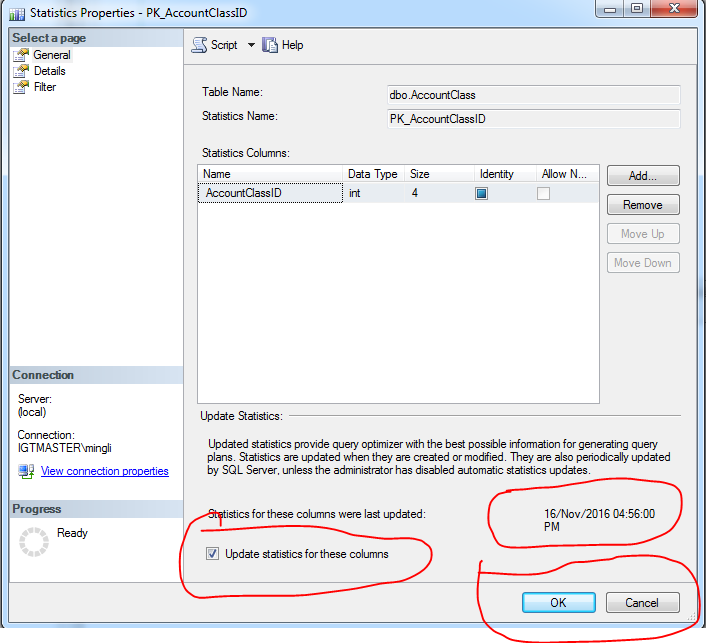 Statistics Properties - PK_AccountClassID
Select a page
General
Details
Filter
Script
Help
Table Name:
dbo.AccountClass
Statistics Name:
PK_AccountClassID
Statistics Columns:
Name Data Type Size Identity Allow N...
AccountClassID int 4
Add...
Remove
Move Up
Move Down
Connection
Server:
(local)
Connection:
IGTMASTER\mingli
View connection properties
Progress
Ready
Update Statistics:
Updated statistics provide query optimizer with the best possible information for generating query
plans. Statistics are updated when they are created or modified. They are also periodically updated
by SQL Server, unless the administrator has disabled automatic statistics updates.
Statistics for these columns were last updated:
16/Nov/2016 04:56:00
PM
Update statistics for these columns
OK
Cancel